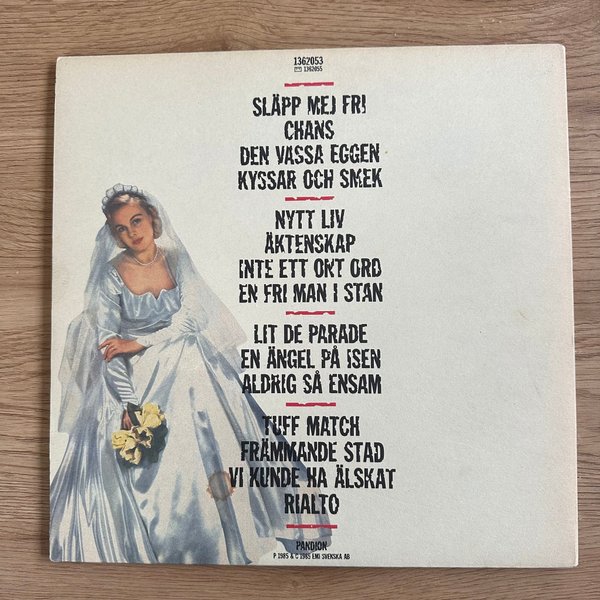 1362053
1362055
SLÄPP MEJ FRI
CHANS
DEN VASSA EGGEN
KYSSAR OCH SMEK
NYTT LIV
ÄKTENSKAP
INTE ETT ONT ORD
EN FRI MAN I STAN
LIT DE PARADE
EN ÄNGEL PÅ ISEN
ALDRIG SÅ ENSAM
TUFF MATCH
FRÄMMANDE STAD
VI KUNDE HA ÄLSKAT
RIALTO
PANDION
P 1985 & C 1985 EMI SVENSKA AB